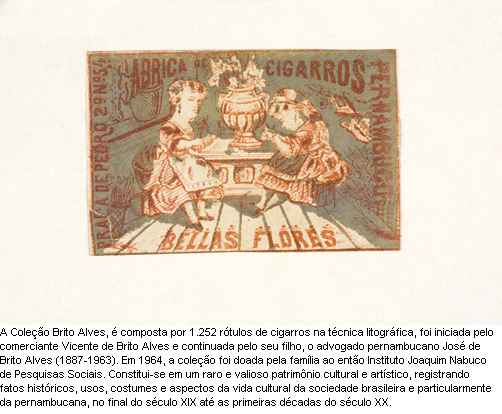 FABRICA DE CIGARROS
PERNAMBUCO
PRAÇA DE PEDRO 2º Nº 54
BELLAS FLORES
A Coleção Brito Alves, é composta por 1.252 rótulos de cigarros na técnica litográfica, foi iniciada pelo
comerciante Vicente de Brito Alves e continuada pelo seu filho, o advogado pernambucano José de
Brito Alves (1887-1963). Em 1964, a coleção foi doada pela família ao então Instituto Joaquim Nabuco
de Pesquisas Sociais. Constitui-se em um raro e valioso patrimônio cultural e artístico, registrando
fatos históricos, usos, costumes e aspectos da vida cultural da sociedade brasileira e particularmente
da pernambucana, no final do século XIX até as primeiras décadas do século XX.